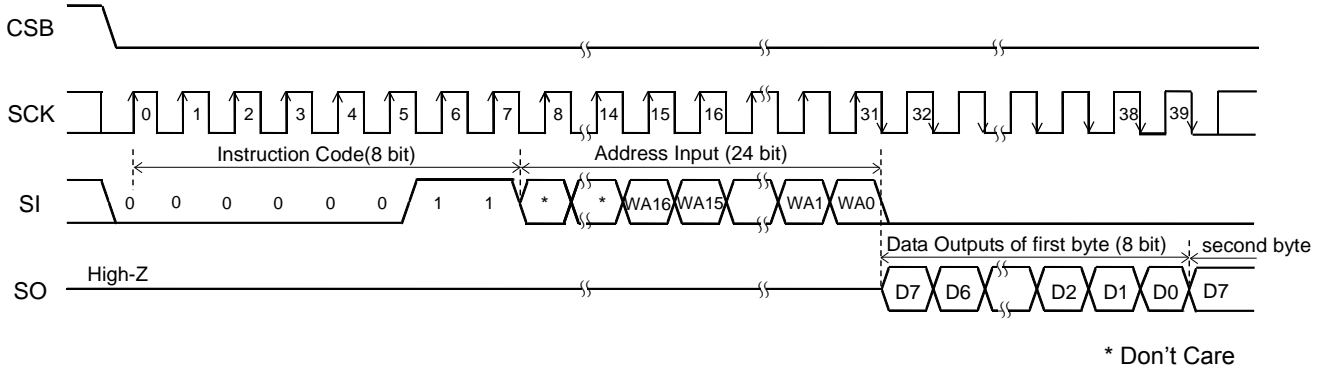 CSB
SCK 0 1 2 3 4 5 6 7 8 14 15 16 31 32 38 39
Instruction Code(8 bit) Address Input (24 bit)
SI 0 0 0 0 0 0 1 1 * * WA16 WA15 WA1 WA0
Data Outputs of first byte (8 bit) second byte
High-Z
SO D7 D6 D2 D1 D0 D7
* Don't Care